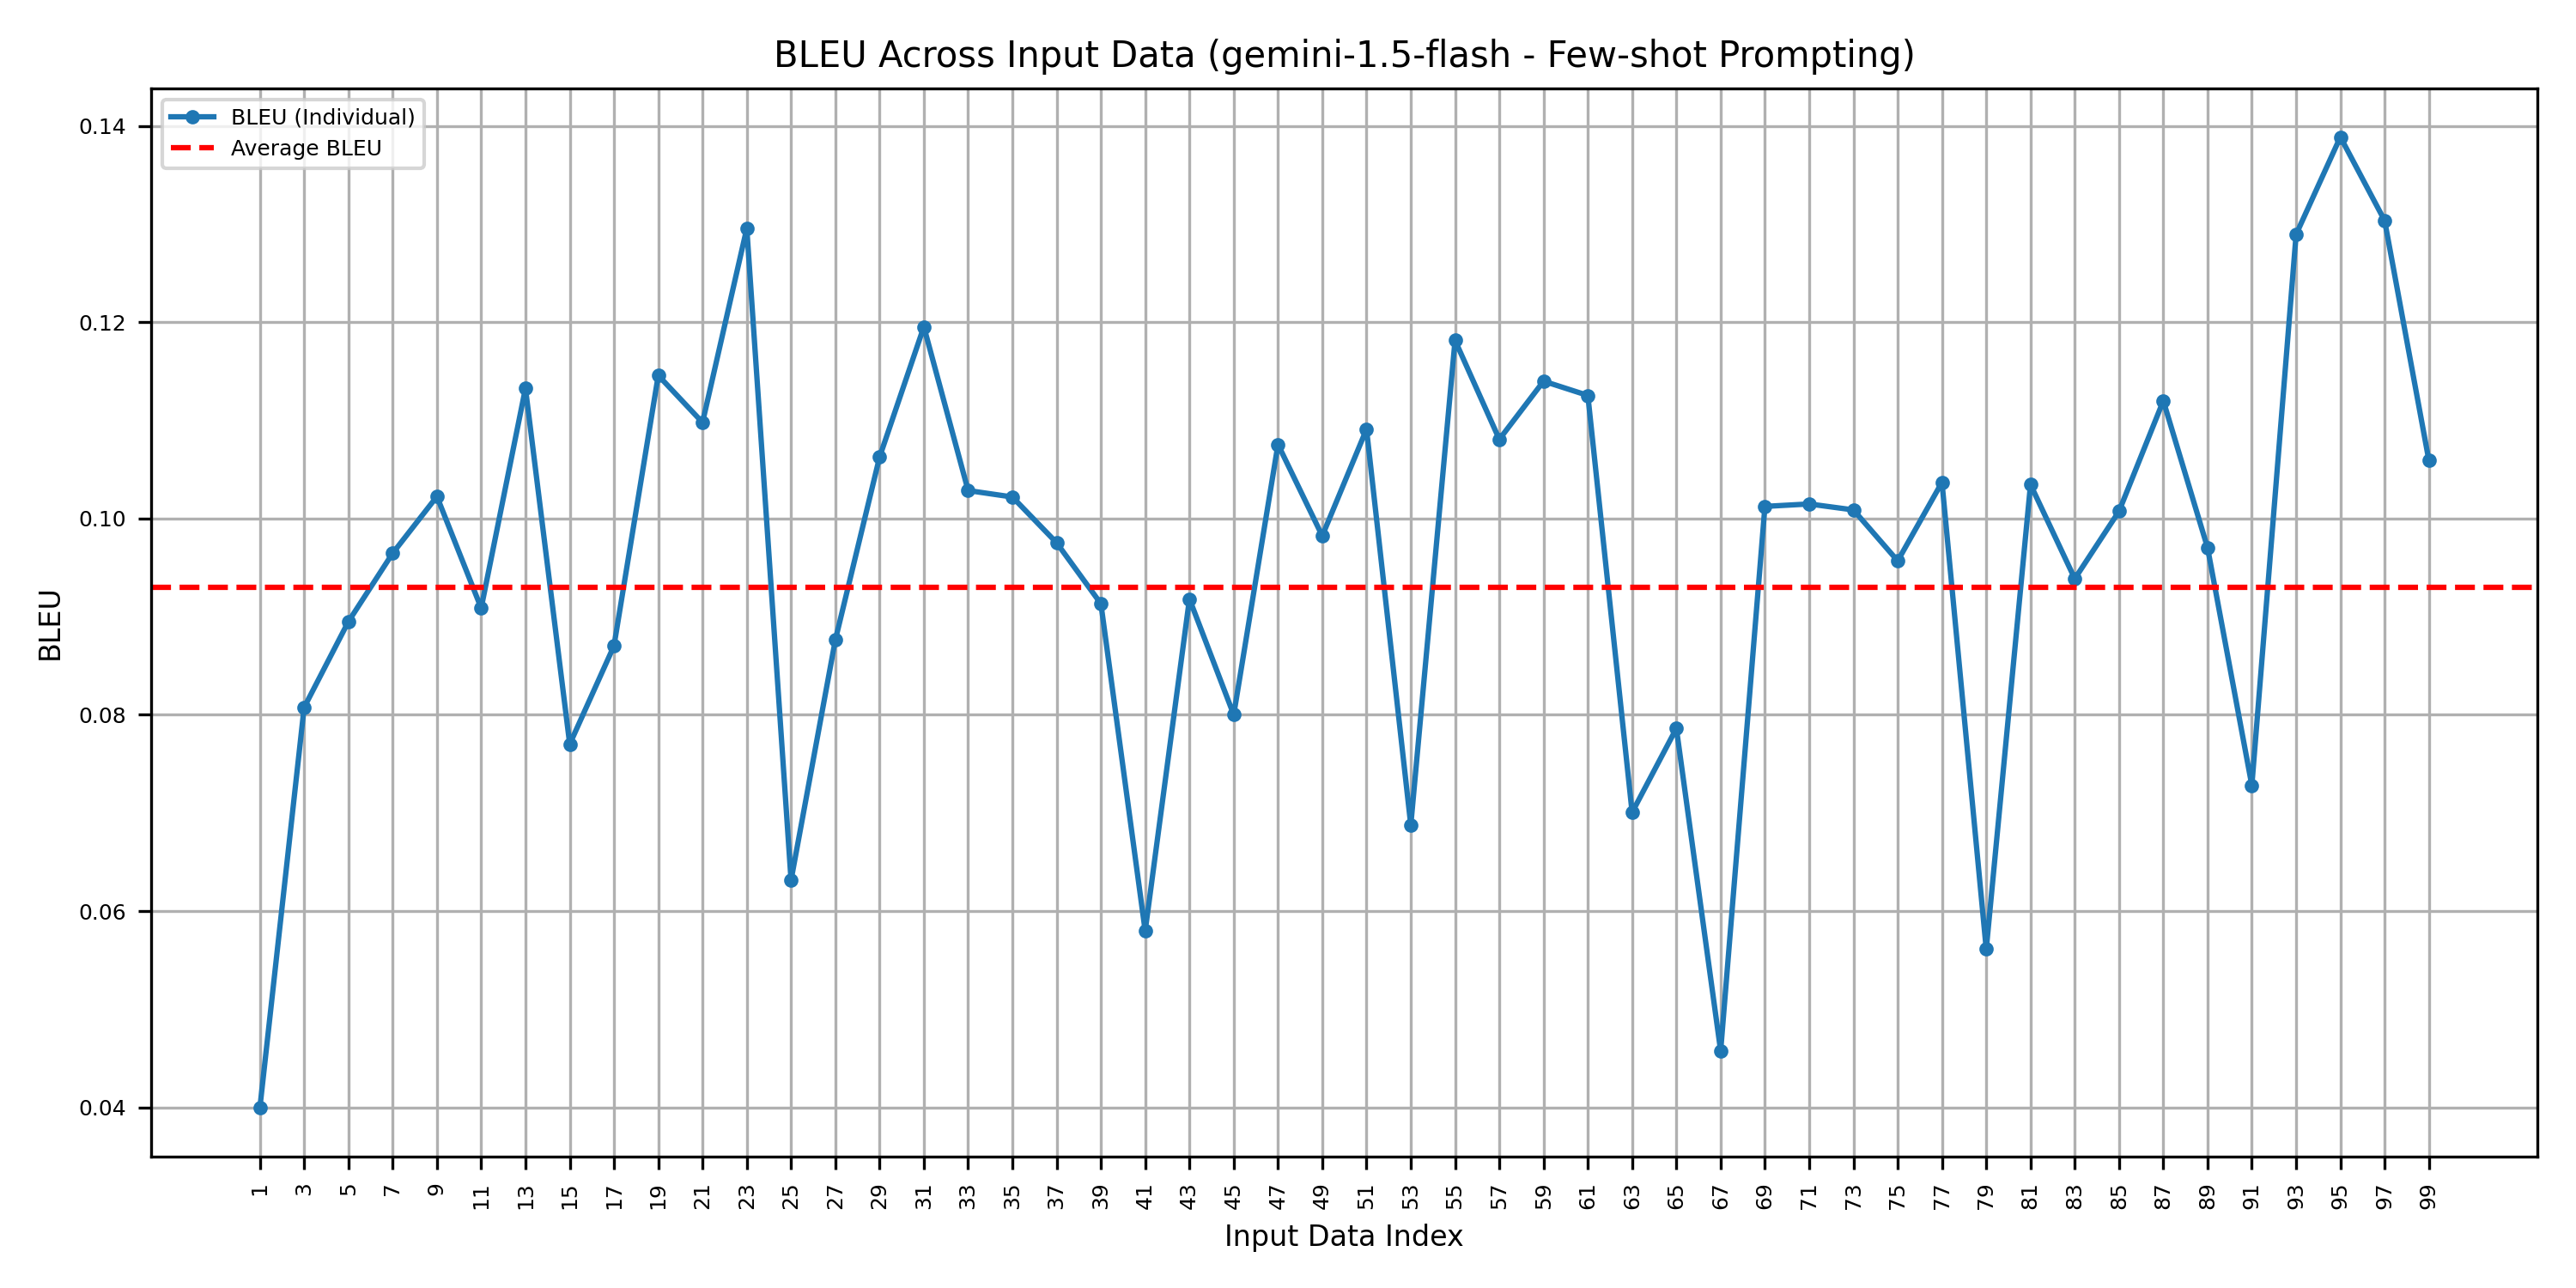 BLEU Across Input Data (gemini-1.5-flash - Few-shot Prompting)
BLEU (Individual)
Average BLEU
0.14
0.12
0.10
0.08
0.06
0.04
BLEU
1 3 5 7 9 11 13 15 17 19 21 23 25 27 29 31 33 35 37 39 41 43 45 47 49 51 53 55 57 59 61 63 65 67 69 71 73 75 77 79 81 83 85 87 89 91 93 95 97 99
Input Data Index